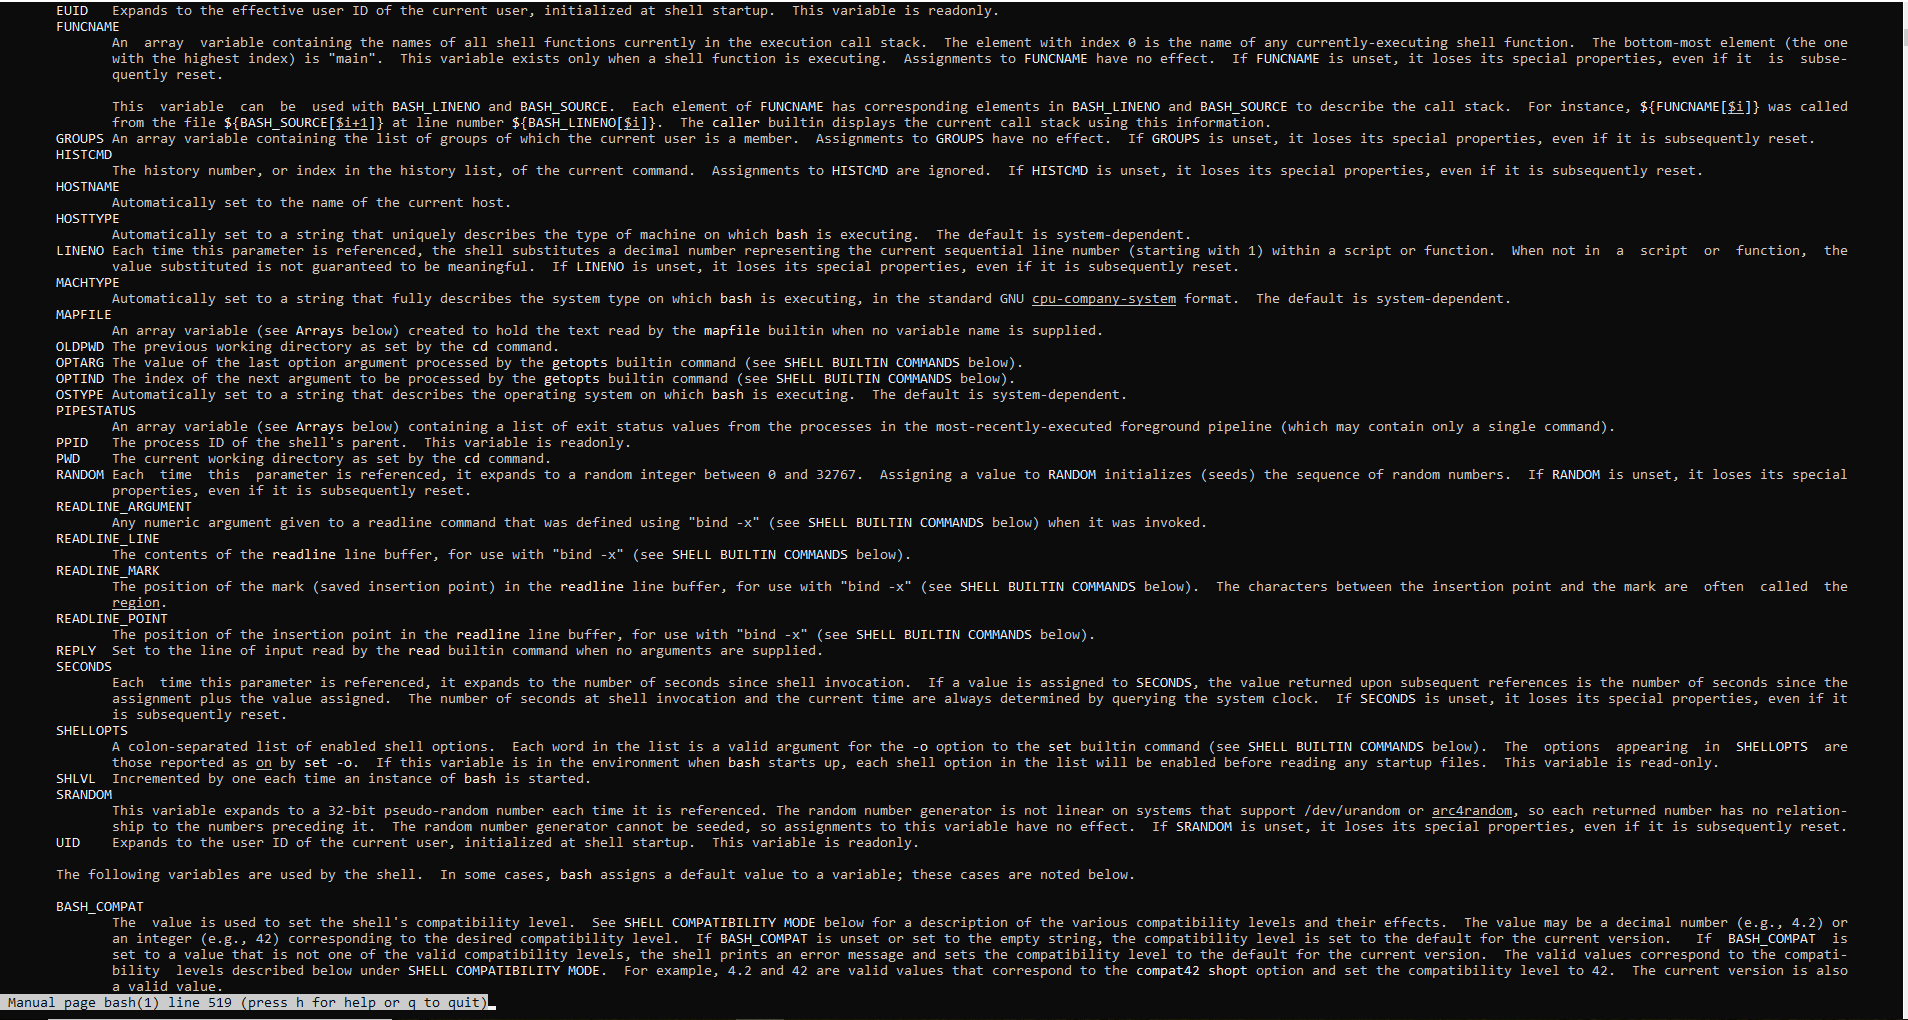 EUID   Expands to the effective user ID of the current user, initialized at shell startup.  This variable is readonly.
FUNCNAME
An  array  variable containing the names of all shell functions currently in the execution call stack.  The element with index 0 is the name of any currently-executing shell function.  The bottom-most element (the one
with the highest index) is "main".  This variable exists only when a shell function is executing.  Assignments to FUNCNAME have no effect.  If FUNCNAME is unset, it loses its special properties, even if it  is  subse-
quently reset.
This  variable  can  be  used with BASH_LINENO and BASH_SOURCE.  Each element of FUNCNAME has corresponding elements in BASH_LINENO and BASH_SOURCE to describe the call stack.  For instance, ${FUNCNAME[$i]} was called
from the file ${BASH_SOURCE[$i+1]} at line number ${BASH_LINENO[$i]}.  The caller builtin displays the current call stack using this information.
GROUPS An array variable containing the list of groups of which the current user is a member.  Assignments to GROUPS have no effect.  If GROUPS is unset, it loses its special properties, even if it is subsequently reset.
HISTCMD
The history number, or index in the history list, of the current command.  Assignments to HISTCMD are ignored.  If HISTCMD is unset, it loses its special properties, even if it is subsequently reset.
HOSTNAME
Automatically set to the name of the current host.
HOSTTYPE
Automatically set to a string that uniquely describes the type of machine on which bash is executing.  The default is system-dependent.
LINENO Each time this parameter is referenced, the shell substitutes a decimal number representing the current sequential line number (starting with 1) within a script or function.  When not in  a  script  or  function,  the
value substituted is not guaranteed to be meaningful.  If LINENO is unset, it loses its special properties, even if it is subsequently reset.
MACHTYPE
Automatically set to a string that fully describes the system type on which bash is executing, in the standard GNU cpu-company-system format.  The default is system-dependent.
MAPFILE
An array variable (see Arrays below) created to hold the text read by the mapfile builtin when no variable name is supplied.
OLDPWD The previous working directory as set by the cd command.
OPTARG The value of the last option argument processed by the getopts builtin command (see SHELL BUILTIN COMMANDS below).
OPTIND The index of the next argument to be processed by the getopts builtin command (see SHELL BUILTIN COMMANDS below).
OSTYPE Automatically set to a string that describes the operating system on which bash is executing.  The default is system-dependent.
PIPESTATUS
An array variable (see Arrays below) containing a list of exit status values from the processes in the most-recently-executed foreground pipeline (which may contain only a single command).
PPID   The process ID of the shell's parent.  This variable is readonly.
PWD    The current working directory as set by the cd command.
RANDOM Each  time  this  parameter is referenced, it expands to a random integer between 0 and 32767.  Assigning a value to RANDOM initializes (seeds) the sequence of random numbers.  If RANDOM is unset, it loses its special
properties, even if it is subsequently reset.
READLINE_ARGUMENT
Any numeric argument given to a readline command that was defined using "bind -x" (see SHELL BUILTIN COMMANDS below) when it was invoked.
READLINE_LINE
The contents of the readline line buffer, for use with "bind -x" (see SHELL BUILTIN COMMANDS below).
READLINE_MARK
The position of the mark (saved insertion point) in the readline line buffer, for use with "bind -x" (see SHELL BUILTIN COMMANDS below).  The characters between the insertion point and the mark are  often  called  the
region.
READLINE_POINT
The position of the insertion point in the readline line buffer, for use with "bind -x" (see SHELL BUILTIN COMMANDS below).
REPLY  Set to the line of input read by the read builtin command when no arguments are supplied.
SECONDS
Each  time this parameter is referenced, it expands to the number of seconds since shell invocation.  If a value is assigned to SECONDS, the value returned upon subsequent references is the number of seconds since the
assignment plus the value assigned.  The number of seconds at shell invocation and the current time are always determined by querying the system clock.  If SECONDS is unset, it loses its special properties, even if it
is subsequently reset.
SHELLOPTS
A colon-separated list of enabled shell options.  Each word in the list is a valid argument for the -o option to the set builtin command (see SHELL BUILTIN COMMANDS below).  The  options  appearing  in  SHELLOPTS  are
those reported as on by set -o.  If this variable is in the environment when bash starts up, each shell option in the list will be enabled before reading any startup files.  This variable is read-only.
SHLVL  Incremented by one each time an instance of bash is started.
SRANDOM
This variable expands to a 32-bit pseudo-random number each time it is referenced. The random number generator is not linear on systems that support /dev/urandom or arc4random, so each returned number has no relation-
ship to the numbers preceding it.  The random number generator cannot be seeded, so assignments to this variable have no effect.  If SRANDOM is unset, it loses its special properties, even if it is subsequently reset.
UID    Expands to the user ID of the current user, initialized at shell startup.  This variable is readonly.
The following variables are used by the shell.  In some cases, bash assigns a default value to a variable; these cases are noted below.
BASH_COMPAT
The  value is used to set the shell's compatibility level.  See SHELL COMPATIBILITY MODE below for a description of the various compatibility levels and their effects.  The value may be a decimal number (e.g., 4.2) or
an integer (e.g., 42) corresponding to the desired compatibility level.  If BASH_COMPAT is unset or set to the empty string, the compatibility level is set to the default for the current version.   If  BASH_COMPAT  is
set to a value that is not one of the valid compatibility levels, the shell prints an error message and sets the compatibility level to the default for the current version.  The valid values correspond to the compati-
bility  levels described below under SHELL COMPATIBILITY MODE.  For example, 4.2 and 42 are valid values that correspond to the compat42 shopt option and set the compatibility level to 42.  The current version is also
a valid value.
Manual page bash(1) line 519 (press h for help or q to quit)